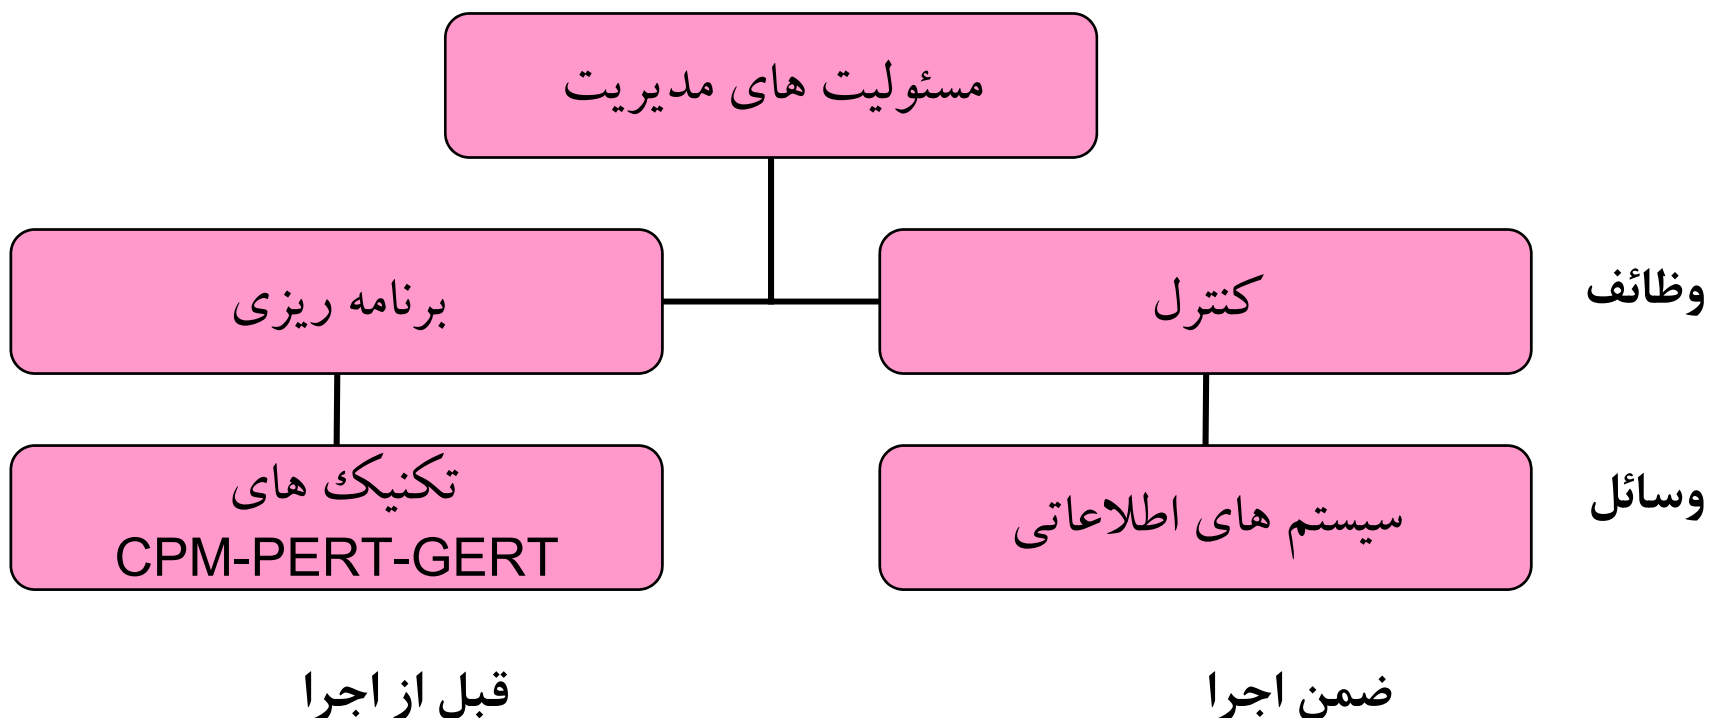 مسئولیت های مدیریت
وظائف
کنترل
برنامه ریزی
وسائل
سیستم های اطلاعاتی
تکنیک های
CPM-PERT-GERT
ضمن اجرا
قبل از اجرا